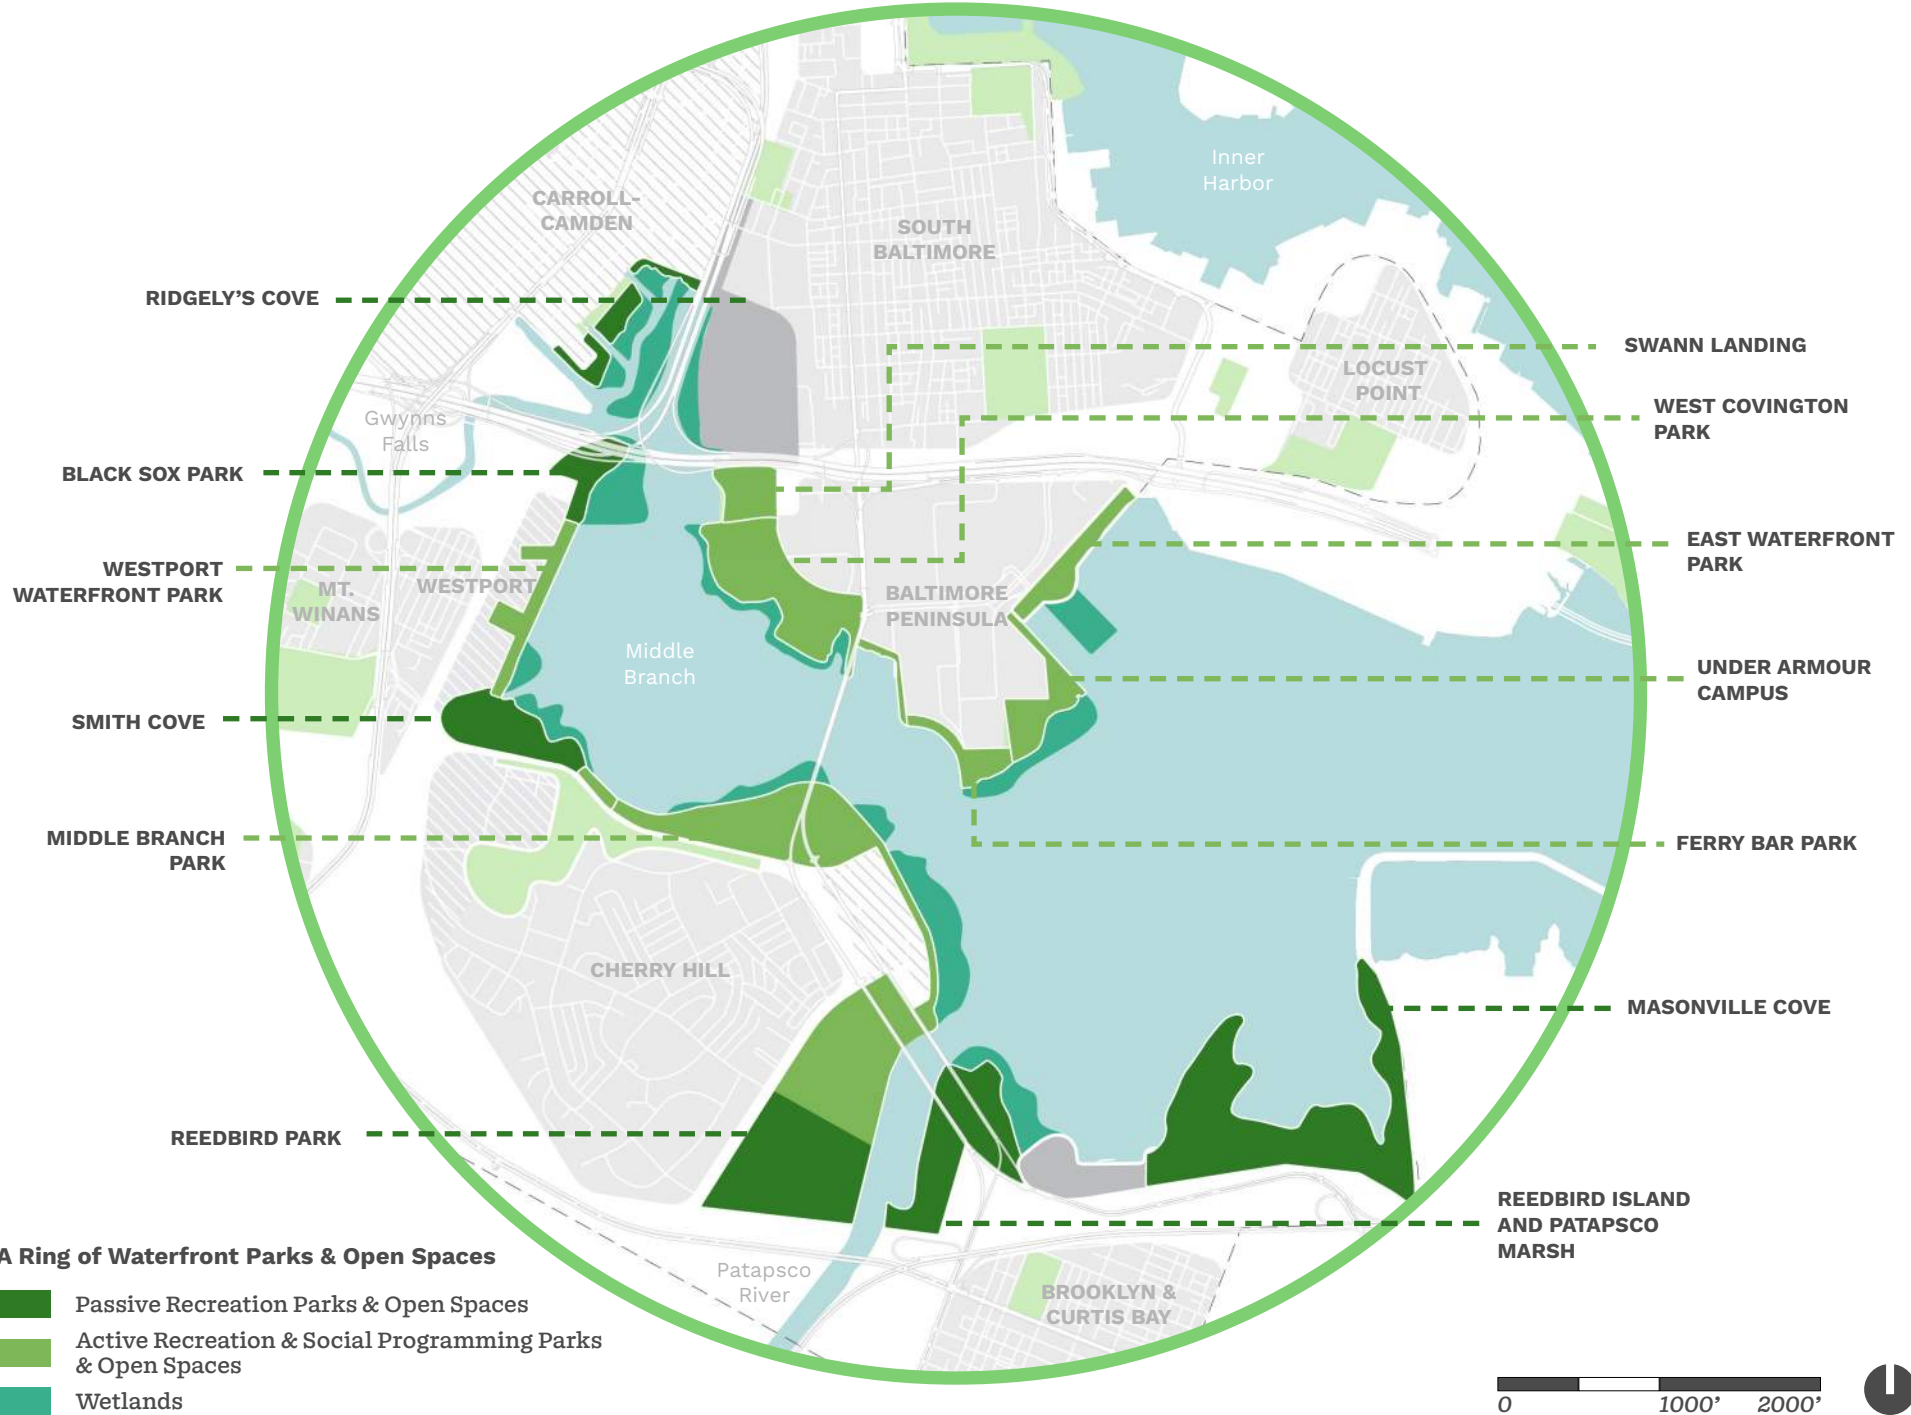 Inner
Harbor
CARROLL-
CAMDEN
SOUTH
BALTIMORE
RIDGELY’S COVE
SWANN LANDING
LOCUST
POINT
WEST COVINGTON
PARK
Gwynns
Falls
BLACK SOX PARK
EAST WATERFRONT
PARK
WESTPORT
WATERFRONT PARK
MT.
WINANS
WESTPORT
BALTIMORE
PENINSULA
Middle
Branch
UNDER ARMOUR
CAMPUS
SMITH COVE
MIDDLE BRANCH
PARK
FERRY BAR PARK
CHERRY HILL
MASONVILLE COVE
REEDBIRD PARK
REEDBIRD ISLAND
AND PATAPSCO
MARSH
Patapsco
River
BROOKLYN &
CURTIS BAY
A Ring of Waterfront Parks & Open Spaces
Passive Recreation Parks & Open Spaces
Active Recreation & Social Programming Parks
& Open Spaces
Wetlands
0 1000’ 2000’